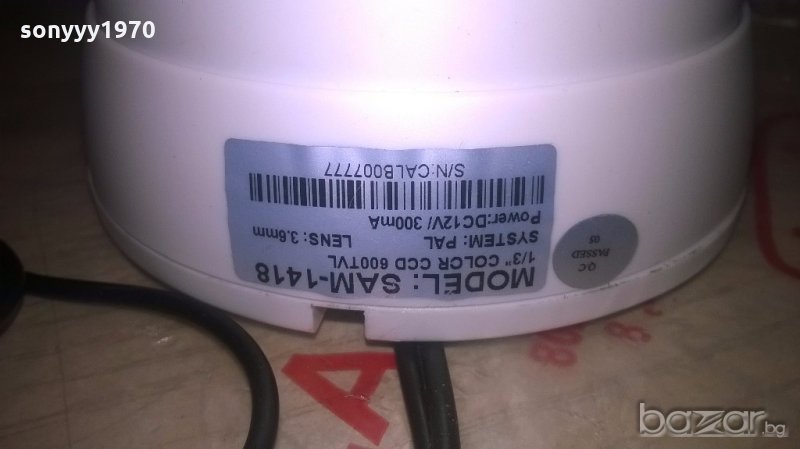 sonyyy1970
MODEL: SAM-1418
1/3" COLOR CCD 600TVL
SYSTEM: PAL LENS: 3.6mm
Power:DC12V/ 300mA
S/N:CALB007777
QC
PASSED
05
bazar.bg